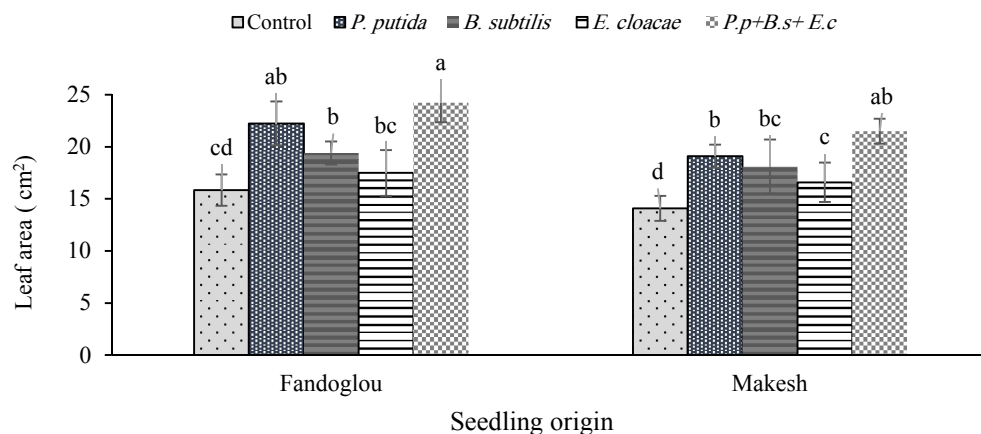 Control P. putida B. subtilis E. cloacae P.p+B.s+ E.c
a
ab ab
b b
bc bc
cd c
d
25
20
15
10
5
0
Leaf area ( cm²)
Fandoglou Makesh
Seedling origin